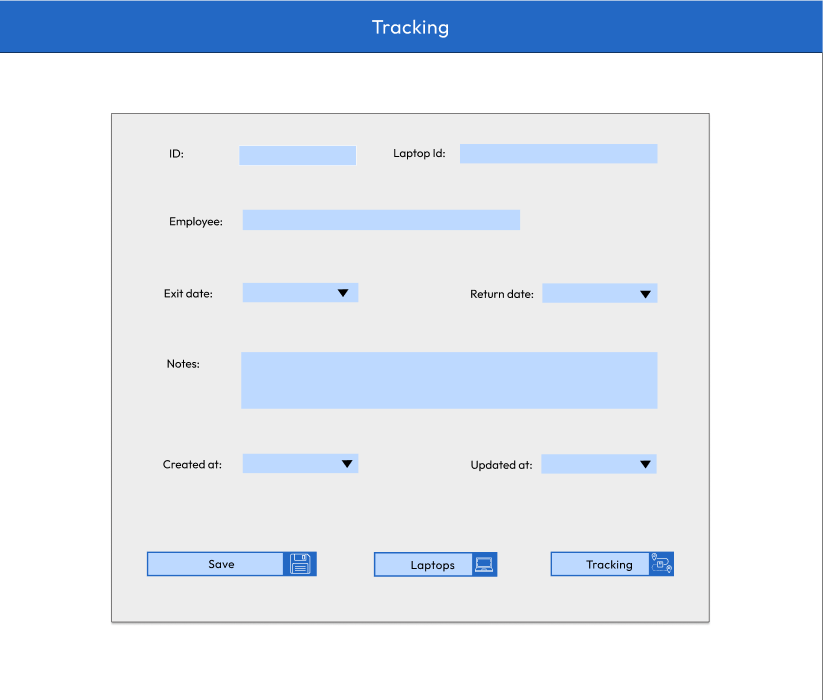 Tracking
ID: Laptop Id:
Employee:
Exit date: Return date:
Notes:
Created at: Updated at:
Save Laptops Tracking